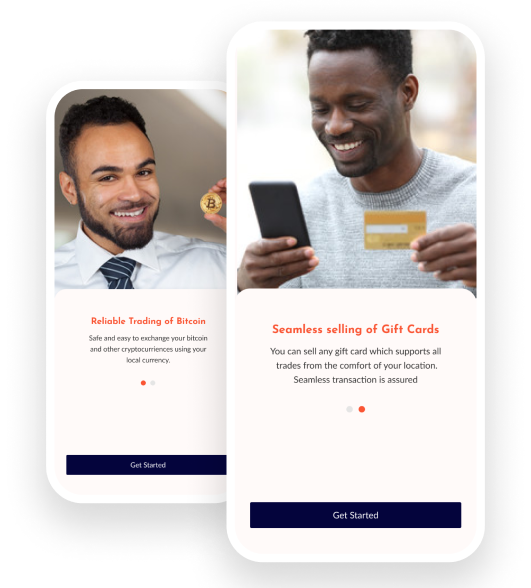 Reliable Trading of Bitcoin
Safe and easy to exchange your bitcoin
and other cryptocurriences using your
local currency.
Get Started
Seamless selling of Gift Cards
You can sell any gift card which supports all
trades from the comfort of your location.
Seamless transaction is assured
Get Started